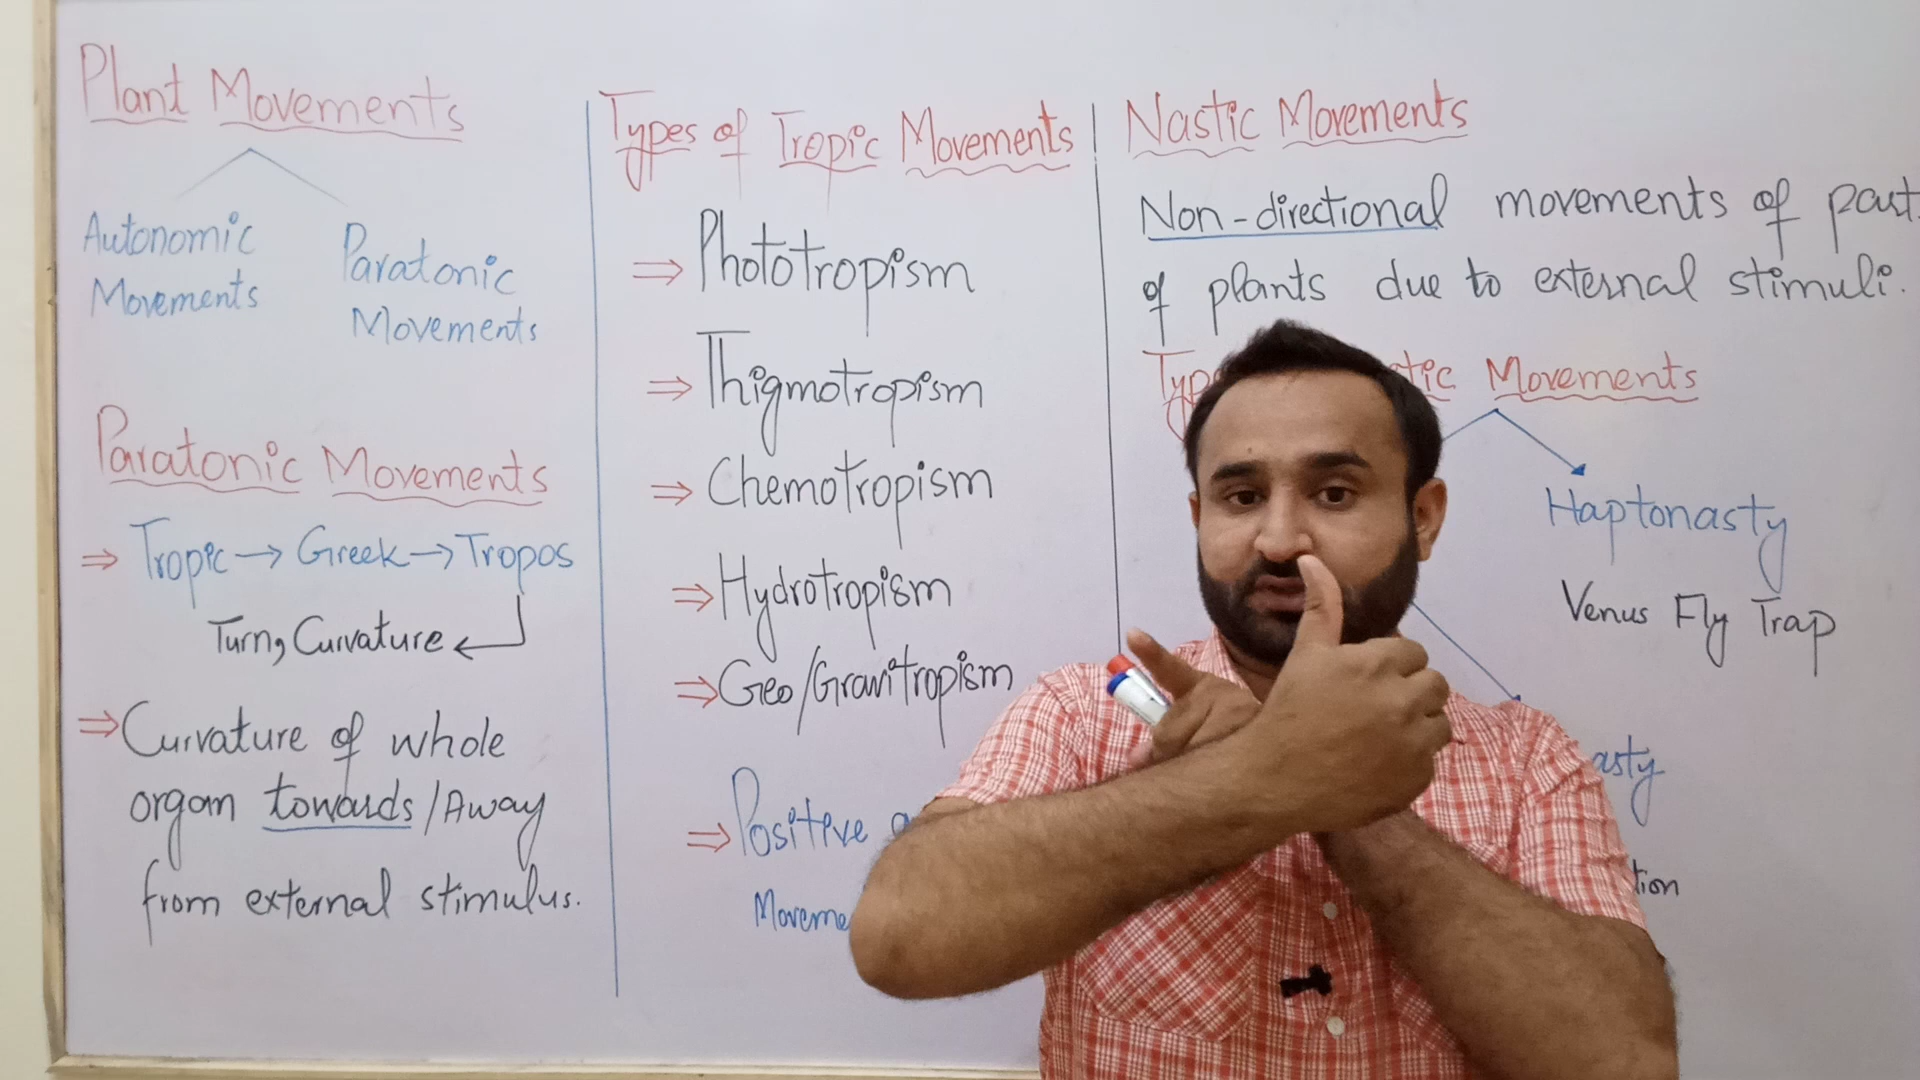 Plant Movements
Autonomic
Movements
Paratonic
Movements
Paratonic Movements
⇒ Tropic → Greek → Tropos
Turn, Curvature ↵
⇒ Curvature of whole
organ towards/Away
from external stimulus.
Types of Tropic Movements
⇒ Phototropism
⇒ Thigmotropism
⇒ Chemotropism
⇒ Hydrotropism
⇒ Geo/Gravitropism
⇒ Positive
Movements
Nastic Movements
Non-directional movements of part
of plants due to external stimuli.
Movements
Haptonasty
Venus Fly Trap